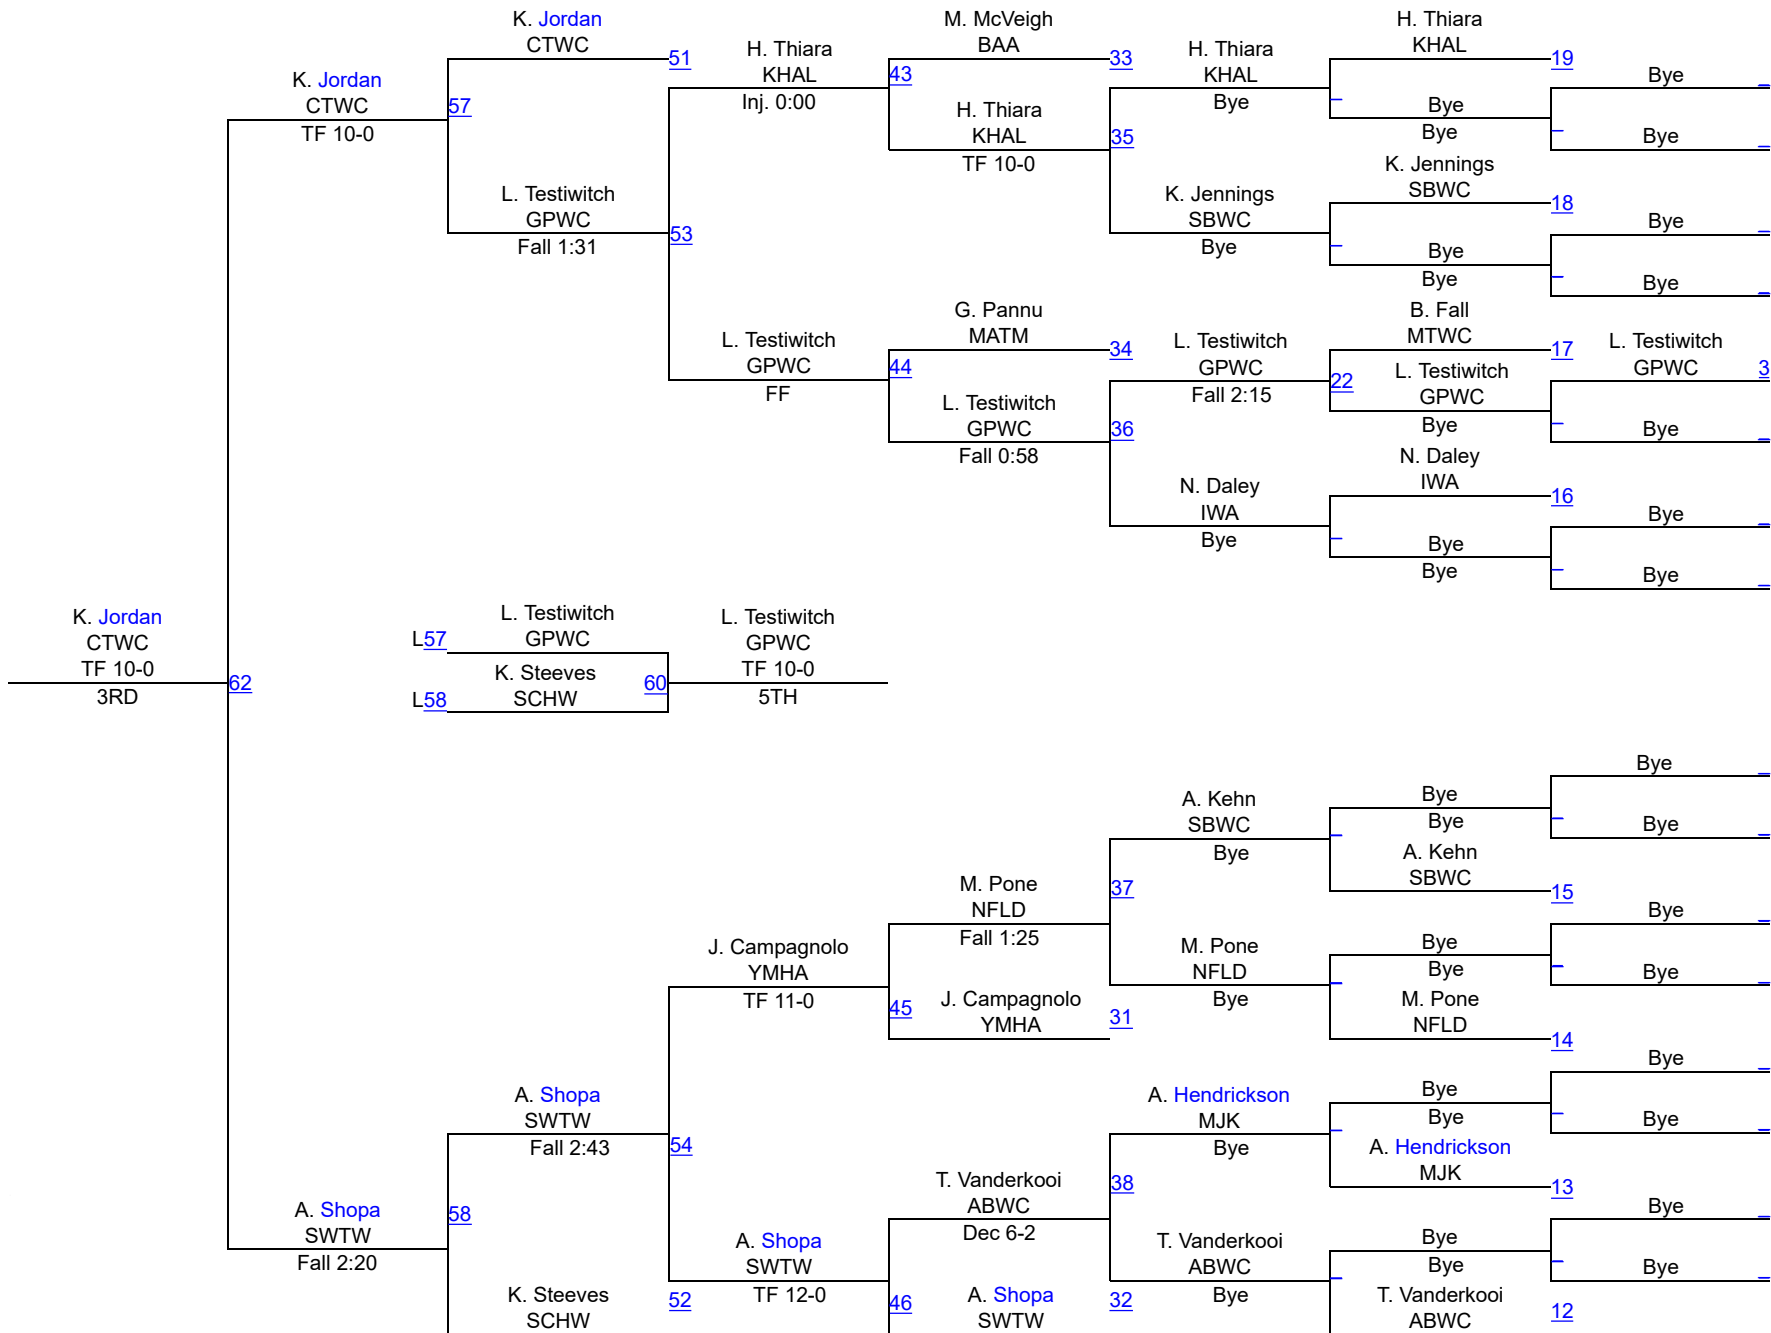 K. Jordan
CTWC
TF 10-0
3RD
62
K. Jordan
CTWC
TF 10-0
57
A. Shopa
SWTW
Fall 2:20
58
K. Jordan
CTWC
51
L. Testiwitch
GPWC
Fall 1:31
53
L57
L. Testiwitch
GPWC
L58
K. Steeves
SCHW
60
L. Testiwitch
GPWC
TF 10-0
5TH
A. Shopa
SWTW
Fall 2:43
54
K. Steeves
SCHW
52
H. Thiara
KHAL
Inj. 0:00
43
L. Testiwitch
GPWC
FF
44
J. Campagnolo
YMHA
TF 11-0
45
A. Shopa
SWTW
TF 12-0
46
M. McVeigh
BAA
33
H. Thiara
KHAL
TF 10-0
35
G. Pannu
MATM
34
L. Testiwitch
GPWC
Fall 0:58
36
M. Pone
NFLD
Fall 1:25
37
J. Campagnolo
YMHA
31
T. Vanderkooi
ABWC
Dec 6-2
38
A. Shopa
SWTW
32
H. Thiara
KHAL
Bye
K. Jennings
SBWC
Bye
L. Testiwitch
GPWC
Fall 2:15
22
N. Daley
IWA
Bye
A. Kehn
SBWC
Bye
M. Pone
NFLD
Bye
A. Hendrickson
MJK
Bye
T. Vanderkooi
ABWC
Bye
H. Thiara
KHAL
19
Bye
Bye
K. Jennings
SBWC
18
Bye
Bye
B. Fall
MTWC
17
L. Testiwitch
GPWC
Bye
N. Daley
IWA
16
Bye
Bye
Bye
Bye
A. Kehn
SBWC
15
Bye
Bye
M. Pone
NFLD
14
Bye
Bye
A. Hendrickson
MJK
13
Bye
Bye
T. Vanderkooi
ABWC
12
Bye
Bye
Bye
Bye
L. Testiwitch
GPWC
3
Bye
Bye
Bye
Bye
Bye
Bye
Bye
Bye
Bye
Bye
Bye